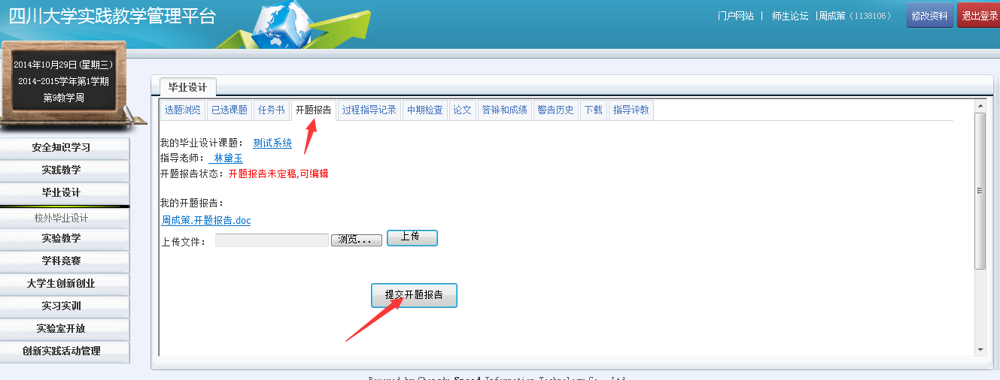 四川大学实践教学管理平台
门户网站 | 师生论坛 |周成策（1138106） 修改资料 退出登录
2014年10月29日(星期三)
2014-2015学年第1学期
第9教学周
安全知识学习
实践教学
毕业设计
校外毕业设计
实验教学
学科竞赛
大学生创新创业
实习实训
实验室开放
创新实践活动管理
毕业设计
选题浏览 已选课题 任务书 开题报告 过程指导记录 中期检查 论文 答辩和成绩 警告历史 下载 指导评教
我的毕业设计课题： 测试系统
指导老师： 林黛玉
开题报告状态：开题报告未定稿,可编辑
我的开题报告：
周成策.开题报告.doc
上传文件： 浏览... 上传
提交开题报告
Powered by Chengdu Speed Information Technology Co., Ltd